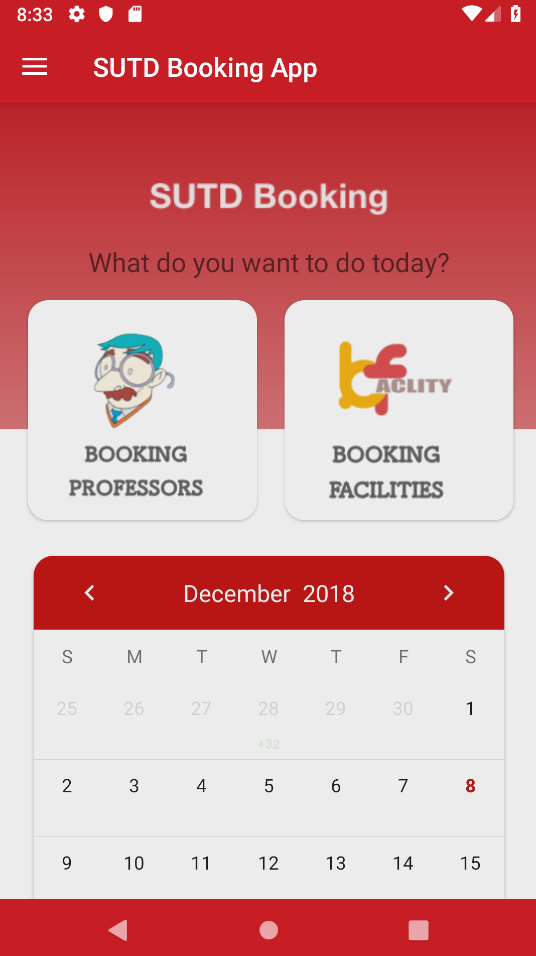 8:33
SUTD Booking App
SUTD Booking
What do you want to do today?
BOOKING
PROFESSORS
bf ACLITY
BOOKING
FACILITIES
December 2018
S M T W T F S
25 26 27 28 29 30 1
+32
2 3 4 5 6 7 8
9 10 11 12 13 14 15